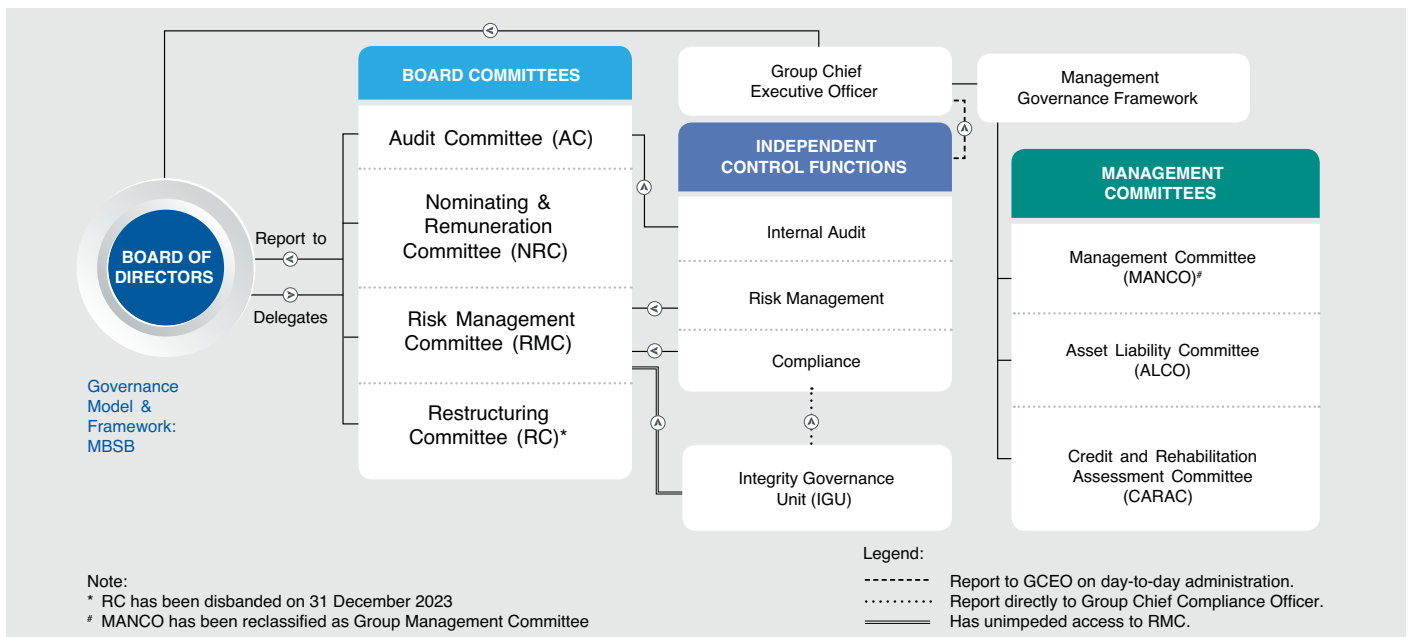 BOARD OF
DIRECTORS
Governance
Model &
Framework:
MBSB
Report to
Delegates
BOARD COMMITTEES
Audit Committee (AC)
Nominating &
Remuneration
Committee (NRC)
Risk Management
Committee (RMC)
Restructuring
Committee (RC)*
Group Chief
Executive Officer
INDEPENDENT
CONTROL FUNCTIONS
Internal Audit
Risk Management
Compliance
Integrity Governance
Unit (IGU)
Management
Governance Framework
MANAGEMENT
COMMITTEES
Management Committee
(MANCO)#
Asset Liability Committee
(ALCO)
Credit and Rehabilitation
Assessment Committee
(CARAC)
Note:
* RC has been disbanded on 31 December 2023
# MANCO has been reclassified as Group Management Committee
Legend:
Report to GCEO on day-to-day administration.
Report directly to Group Chief Compliance Officer.
Has unimpeded access to RMC.